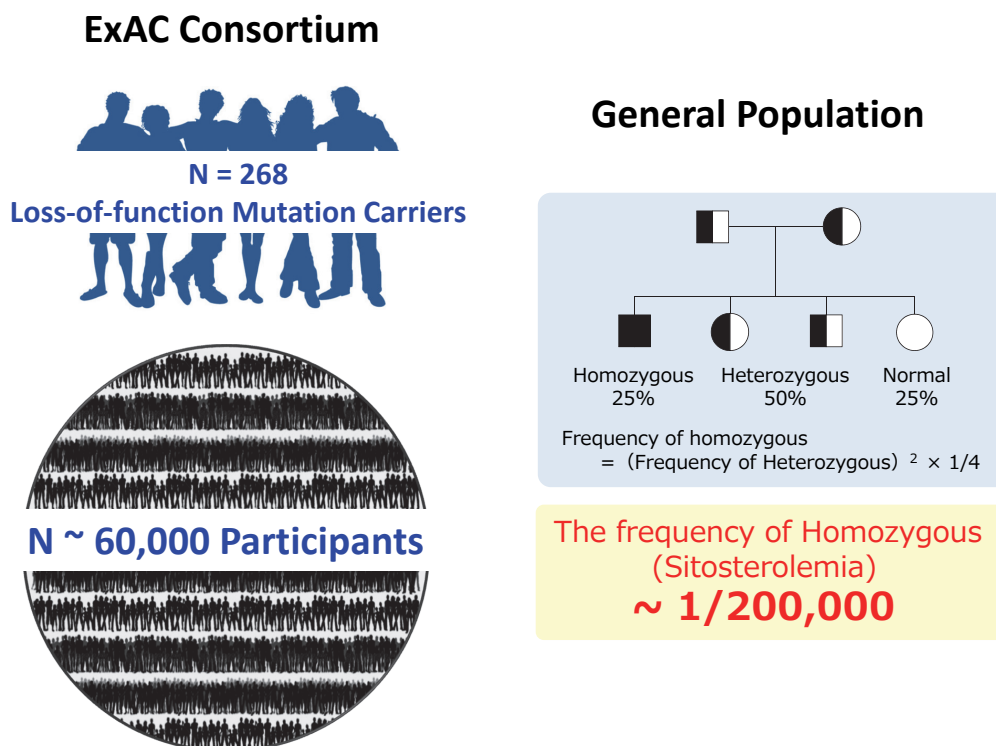 ExAC Consortium
N = 268
Loss-of-function Mutation Carriers
N ~ 60,000 Participants
General Population
Homozygous Heterozygous Normal
25% 50% 25%
Frequency of homozygous
= （Frequency of Heterozygous）² × 1/4
The frequency of Homozygous
(Sitosterolemia)
~ 1/200,000